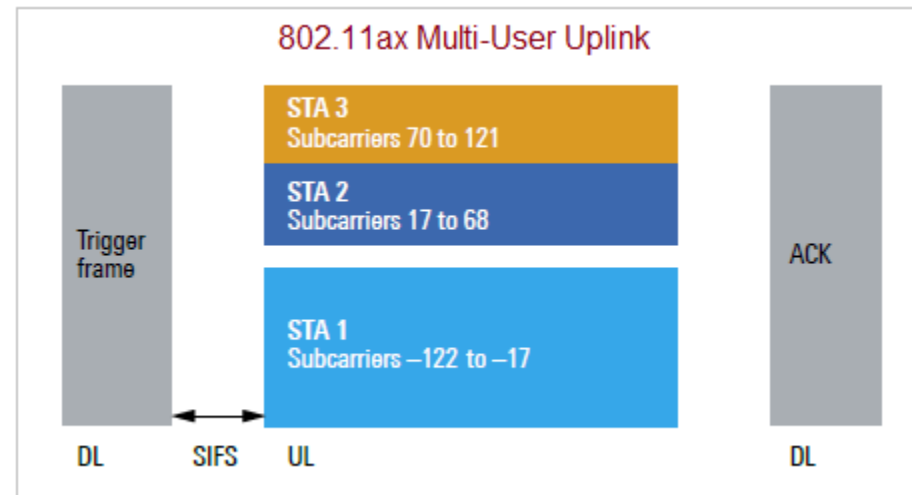 802.11ax Multi-User Uplink
Trigger
frame
STA 3
Subcarriers 70 to 121
STA 2
Subcarriers 17 to 68
STA 1
Subcarriers –122 to –17
ACK
DL
SIFS
UL
DL